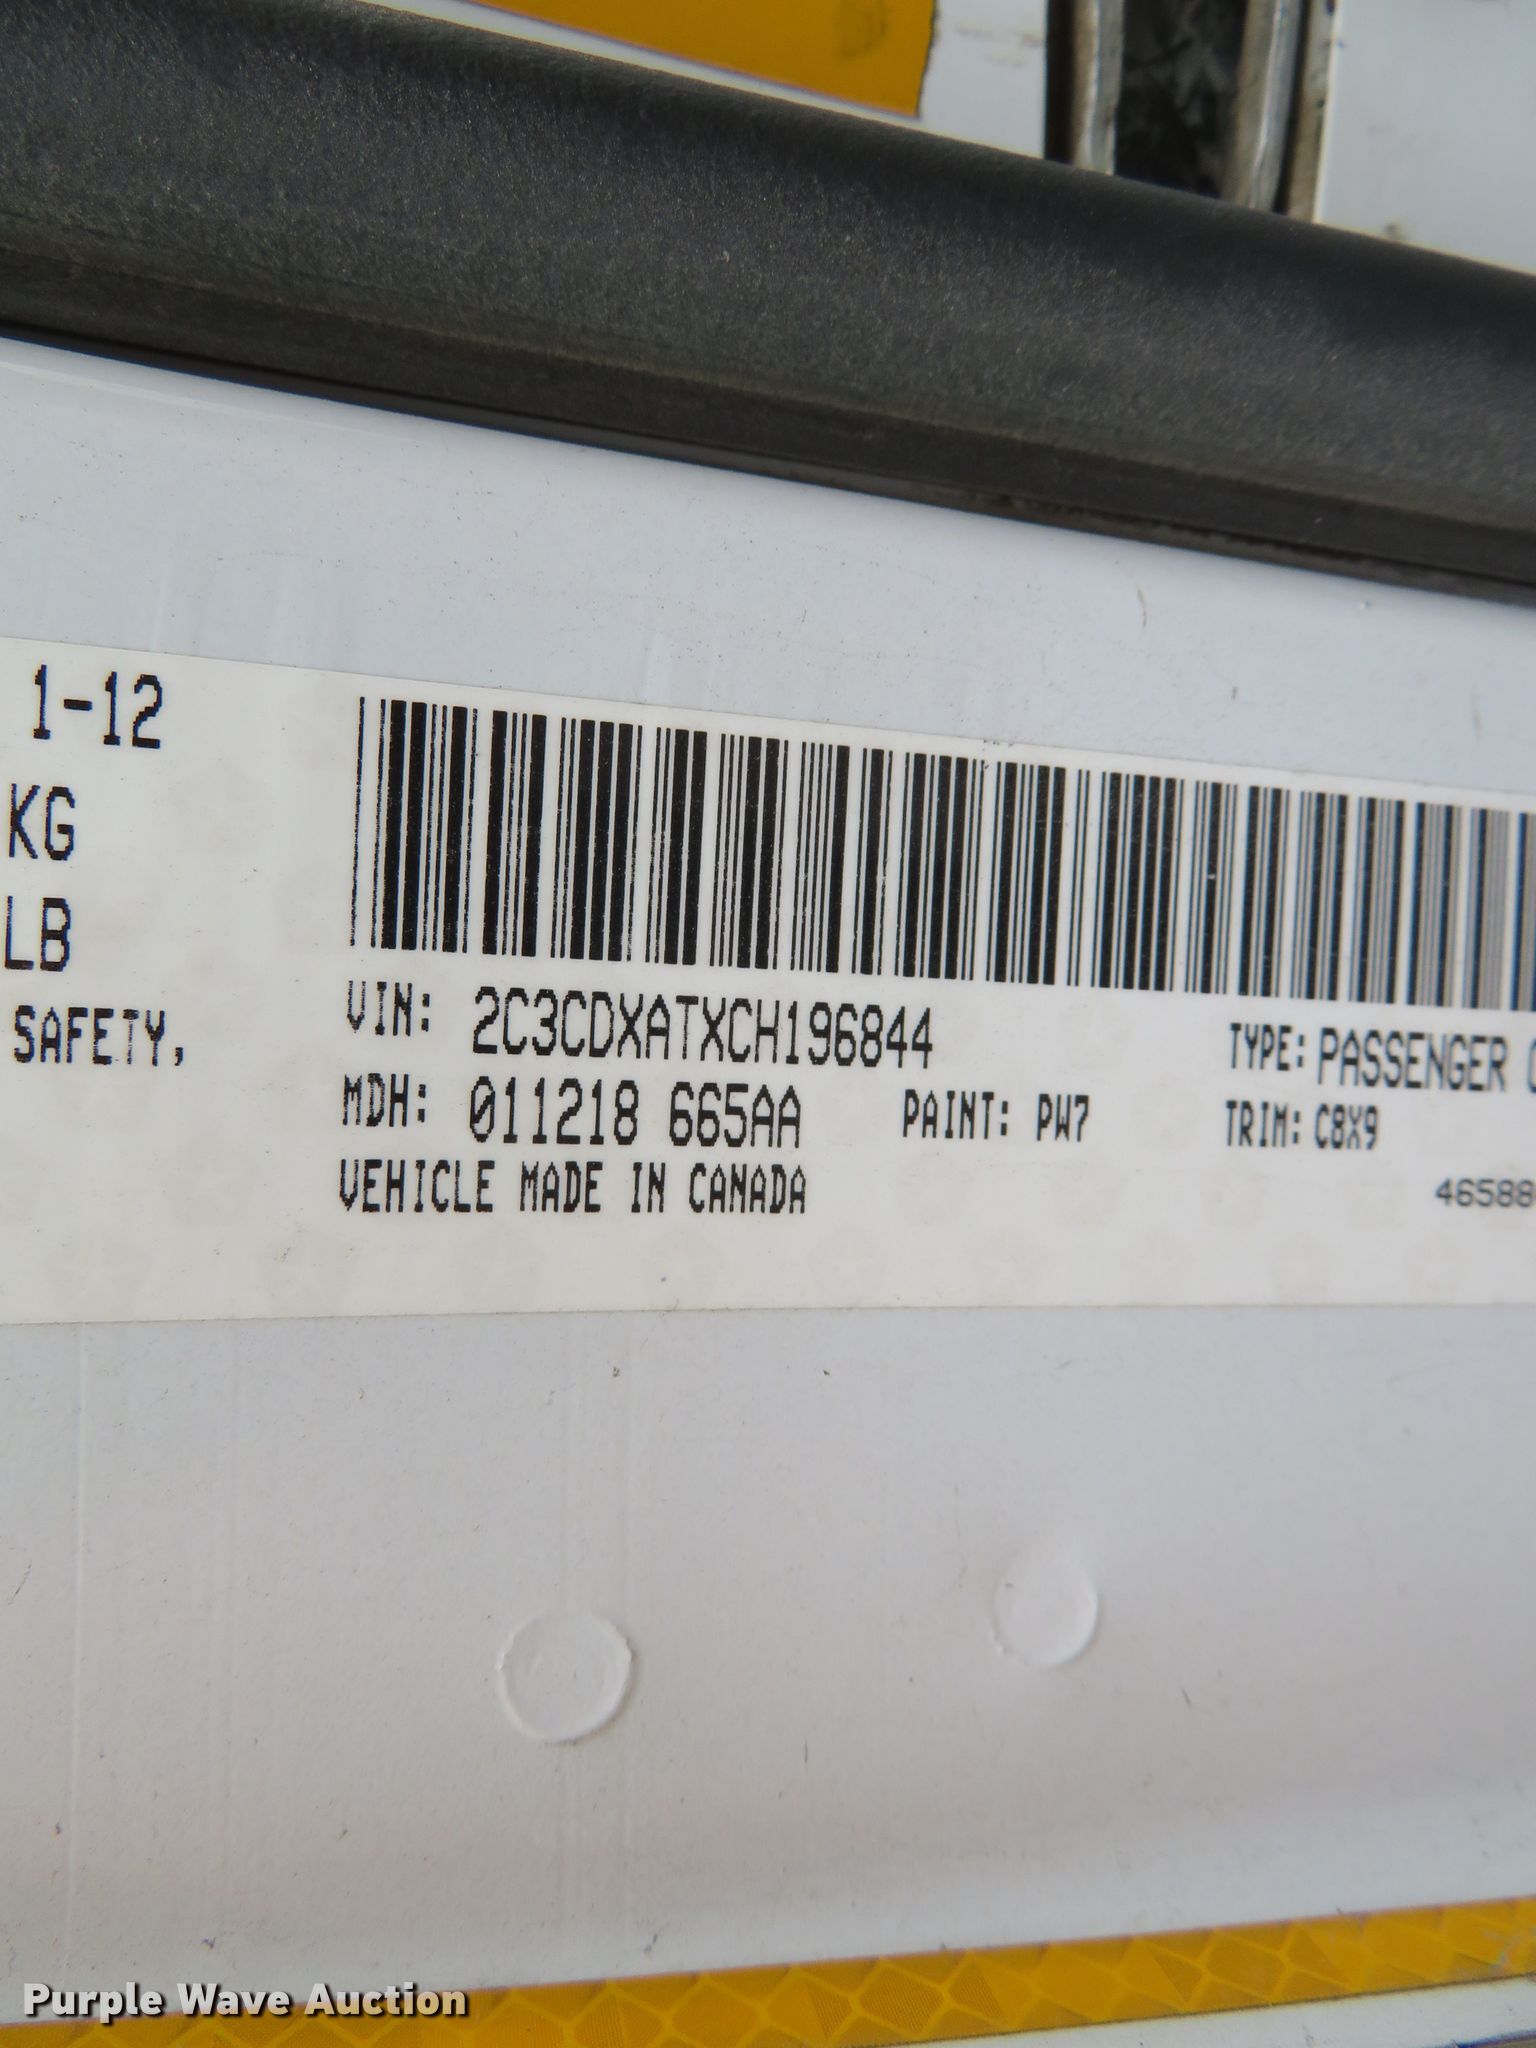 1-12
KG
LB
SAFETY,
VIN: 2C3CDXATXCH196844
TYPE: PASSENGER
MDH: 011218 665AA
PAINT: PW7
TRIM: C8X9
VEHICLE MADE IN CANADA
46588
Purple Wave Auction